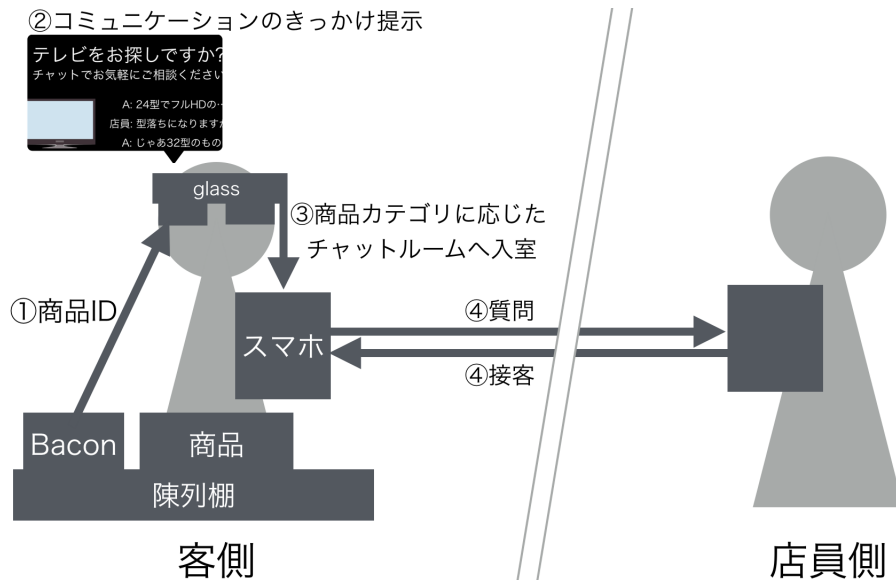 ②コミュニケーションのきっかけ提示
テレビをお探しですか?
チャットでお気軽にご相談ください
A: 24型でフルHDの…
店員: 型落ちになりますが
A: じゃあ32型のもの
glass
③商品カテゴリに応じた
チャットルームへ入室
①商品ID
スマホ
④質問
④接客
Bacon
商品
陳列棚
客側
店員側